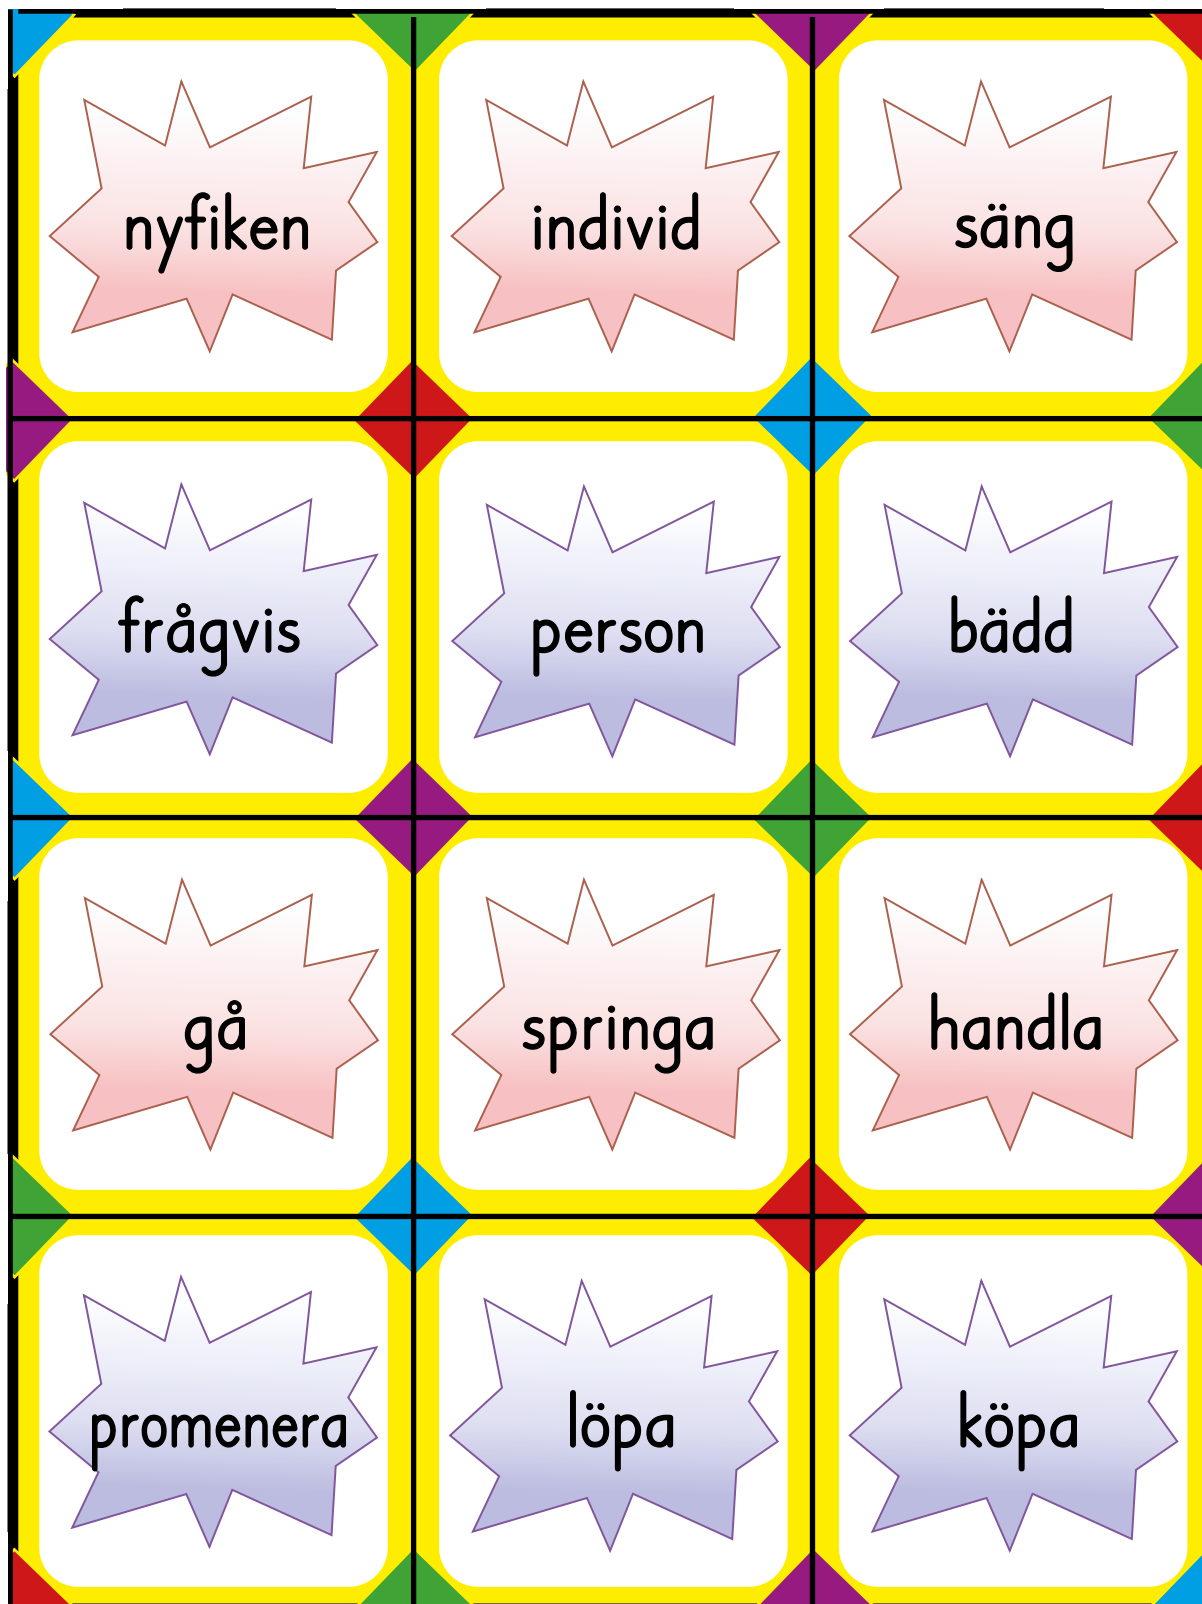 nyfiken
individ
säng
frågvis
person
bädd
gå
springa
handla
promenera
löpa
köpa